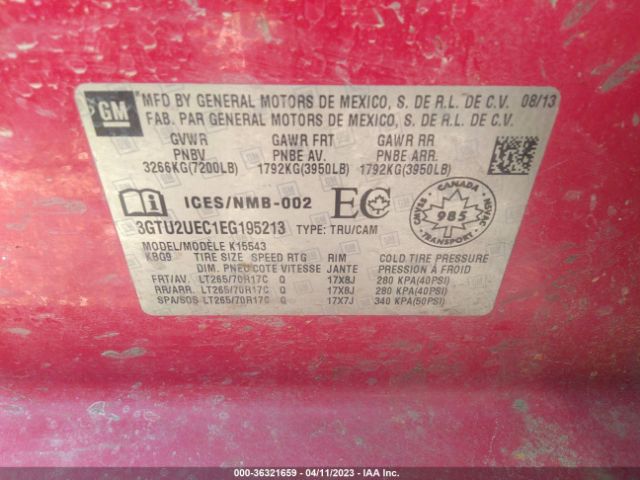 GM
MFD BY GENERAL MOTORS DE MEXICO, S. DE R.L. DE C.V. 08/13
FAB. PAR GENERAL MOTORS DE MEXICO, S. DE R.L. DE C.V.
GVWR GAWR FRT GAWR RR
PNBV PNBE AV. PNBE ARR.
3266KG(7200LB) 1792KG(3950LB) 1792KG(3950LB)
ICES/NMB-002 EC
CANADA
CMVSS 985 NSVAC
3GTU2UEC1EG195213 TYPE: TRU/CAM
MODEL/MODÈLE K15543
KBG9 TIRE SIZE SPEED RTG RIM COLD TIRE PRESSURE
DIM. PNEU COTE VITESSE JANTE PRESSION À FROID
FRT/AV. LT265/70R17C Q 17X8J 280 KPA(40PSI)
RR/ARR. LT265/70R17C Q 17X8J 280 KPA(40PSI)
SPA/SOS LT265/70R17C Q 17X7J 340 KPA(50PSI)
000-36321659 - 04/11/2023 - IAA Inc.